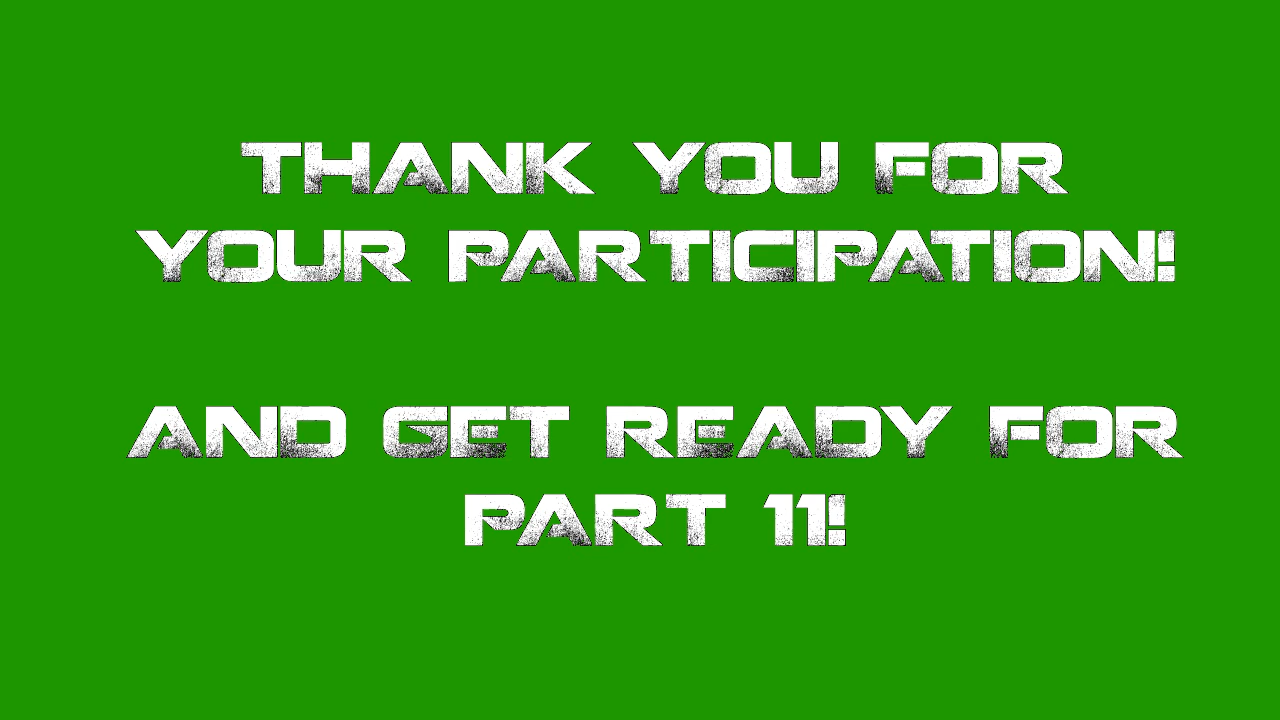 THANK YOU FOR
YOUR PARTICIPATION!
AND GET READY FOR
PART 11!